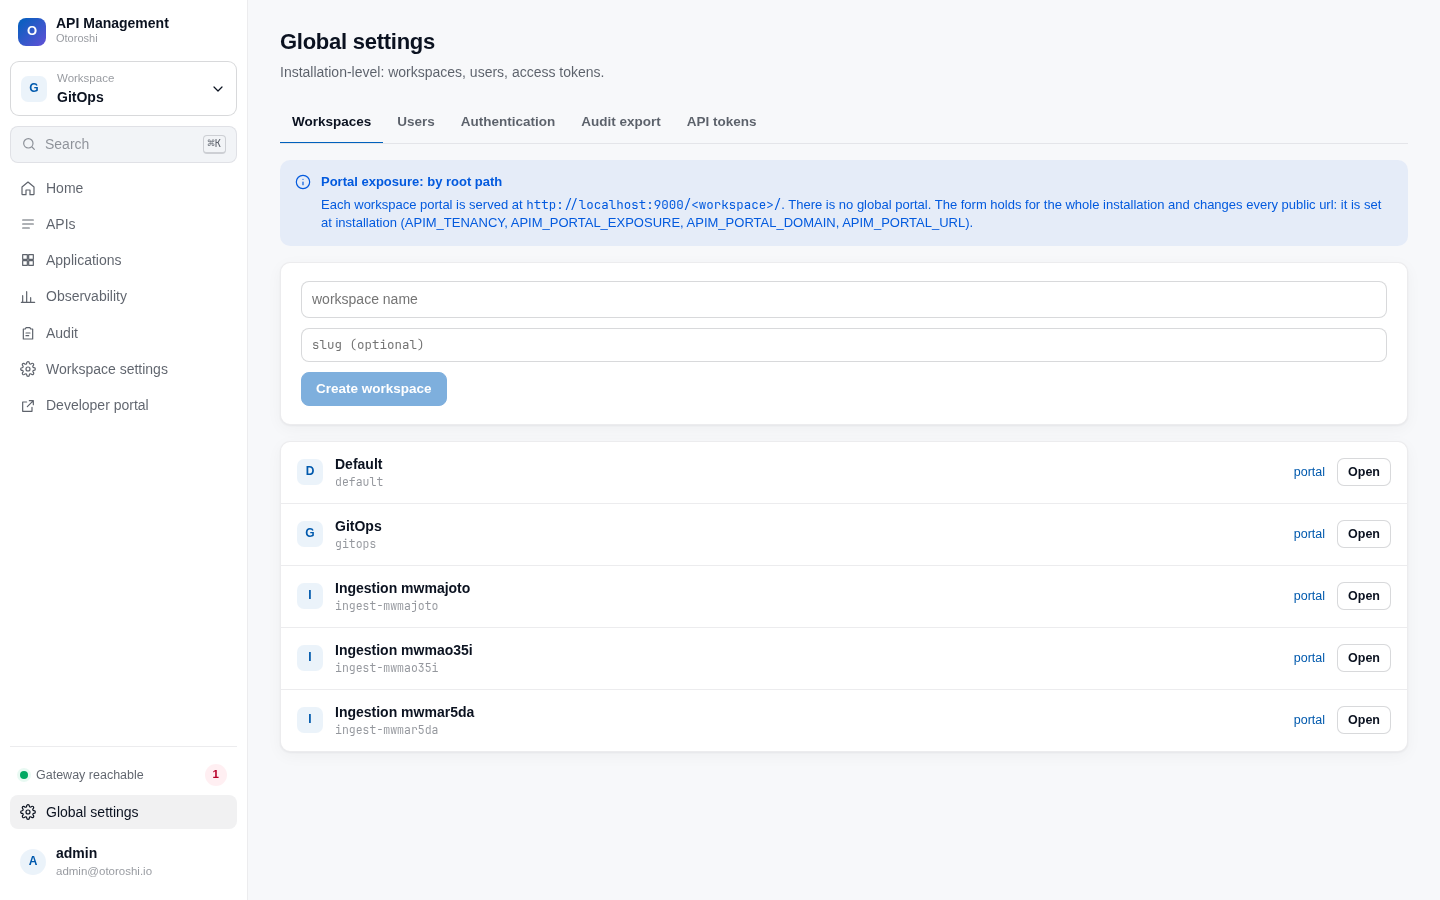 O
API Management
Otoroshi
G
Workspace
GitOps
Search
⌘K
Home
APIs
Applications
Observability
Audit
Workspace settings
Developer portal
Gateway reachable
1
Global settings
A
admin
admin@otoroshi.io
Global settings
Installation-level: workspaces, users, access tokens.
Workspaces
Users
Authentication
Audit export
API tokens
Portal exposure: by root path
Each workspace portal is served at http://localhost:9000/<workspace>/. There is no global portal. The form holds for the whole installation and changes every public url: it is set
at installation (APIM_TENANCY, APIM_PORTAL_EXPOSURE, APIM_PORTAL_DOMAIN, APIM_PORTAL_URL).
workspace name
slug (optional)
Create workspace
D
Default
default
portal
Open
G
GitOps
gitops
portal
Open
I
Ingestion mwmajoto
ingest-mwmajoto
portal
Open
I
Ingestion mwmao35i
ingest-mwmao35i
portal
Open
I
Ingestion mwmar5da
ingest-mwmar5da
portal
Open